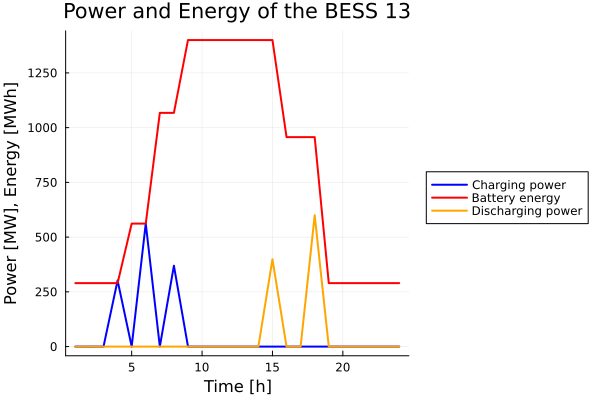 Power and Energy of the BESS 13
Power [MW], Energy [MWh]
1250
1000
750
500
250
0
5 10 15 20
Time [h]
Charging power
Battery energy
Discharging power